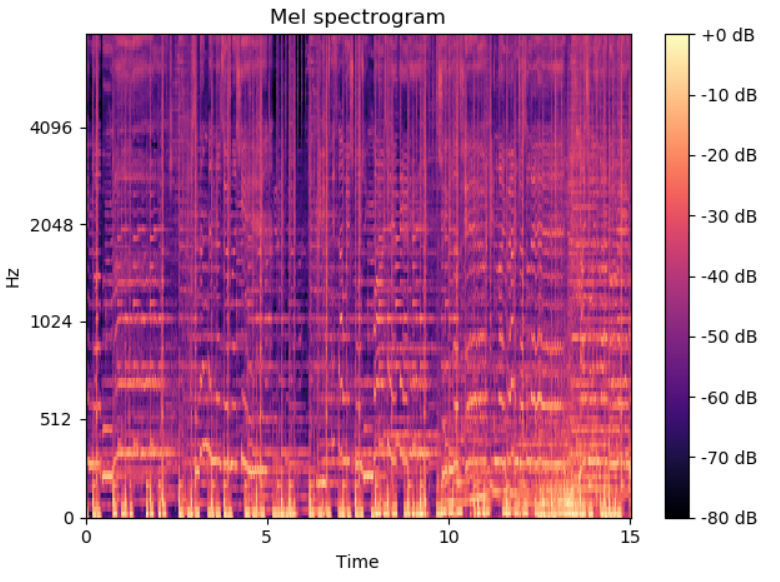 Mel spectrogram
+0 dB
-10 dB
-20 dB
-30 dB
-40 dB
-50 dB
-60 dB
-70 dB
-80 dB
Hz
4096
2048
1024
512
0
0 5 10 15
Time